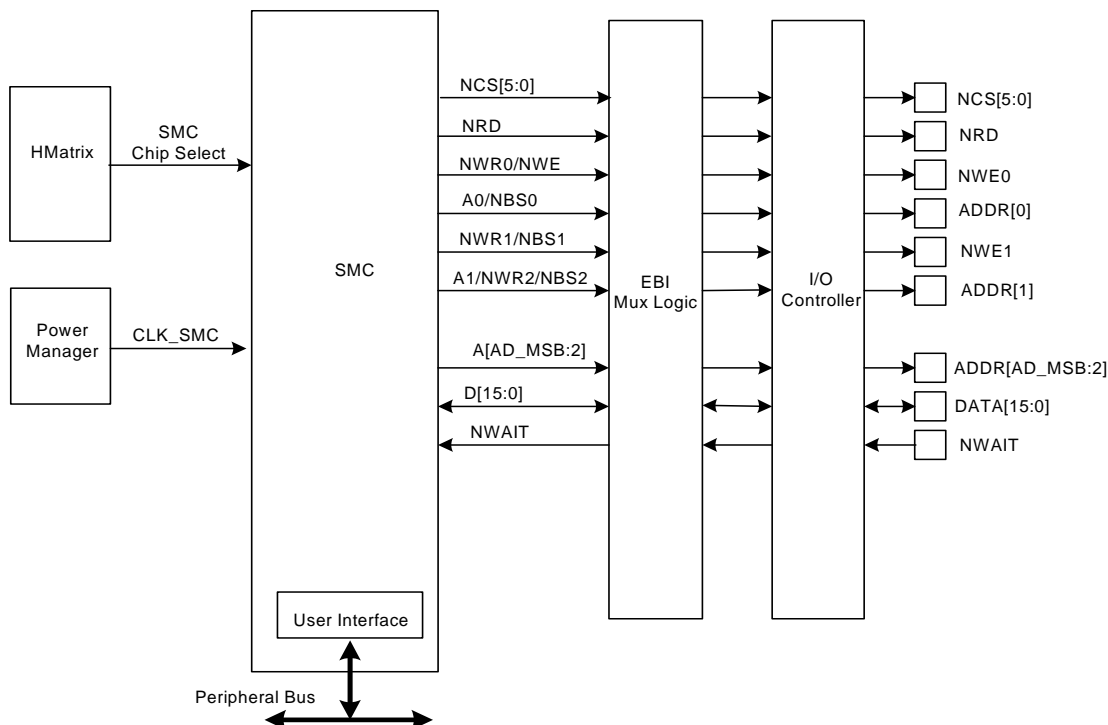 HMatrix
SMC
Chip Select
Power
Manager
CLK_SMC
SMC
User Interface
Peripheral Bus
NCS[5:0]
NRD
NWR0/NWE
A0/NBS0
NWR1/NBS1
A1/NWR2/NBS2
A[AD_MSB:2]
D[15:0]
NWAIT
EBI
Mux Logic
I/O
Controller
NCS[5:0]
NRD
NWE0
ADDR[0]
NWE1
ADDR[1]
ADDR[AD_MSB:2]
DATA[15:0]
NWAIT